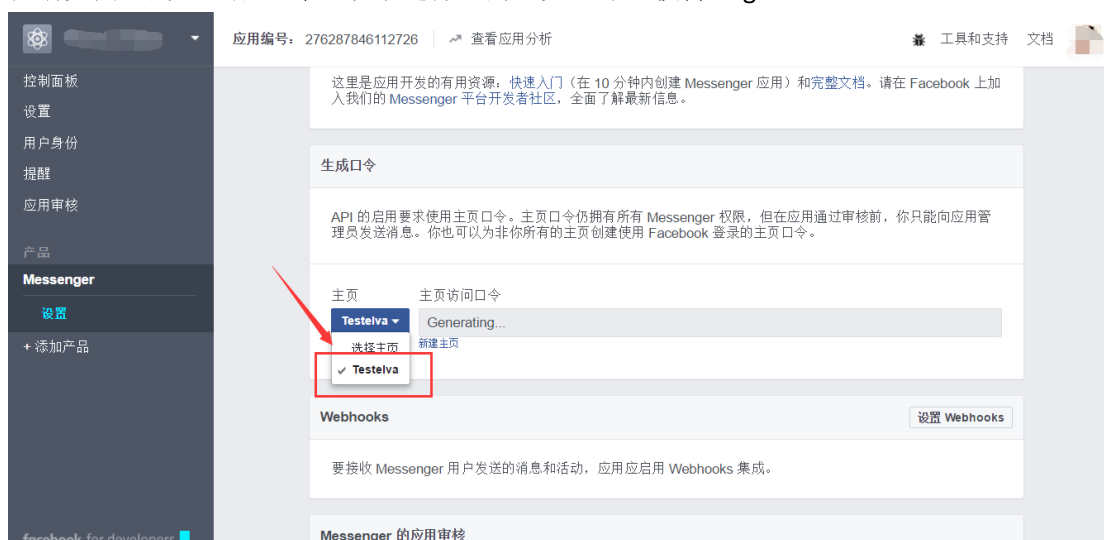 应用编号: 276287846112726
查看应用分析
工具和支持
文档
控制面板
设置
用户身份
提醒
应用审核
产品
Messenger
设置
+ 添加产品
facebook for developers
这里是应用开发的有用资源：快速入门（在 10 分钟内创建 Messenger 应用）和完整文档。请在 Facebook 上加
入我们的 Messenger 平台开发者社区，全面了解最新信息。
生成口令
API 的启用要求使用主页口令。主页口令仍拥有所有 Messenger 权限，但在应用通过审核前，你只能向应用管
理员发送消息。你也可以为非你所有的主页创建使用 Facebook 登录的主页口令。
主页
主页访问口令
Testelva
Generating...
选择主页
新建主页
Testelva
Webhooks
设置 Webhooks
要接收 Messenger 用户发送的消息和活动，应用应启用 Webhooks 集成。
Messenger 的应用审核